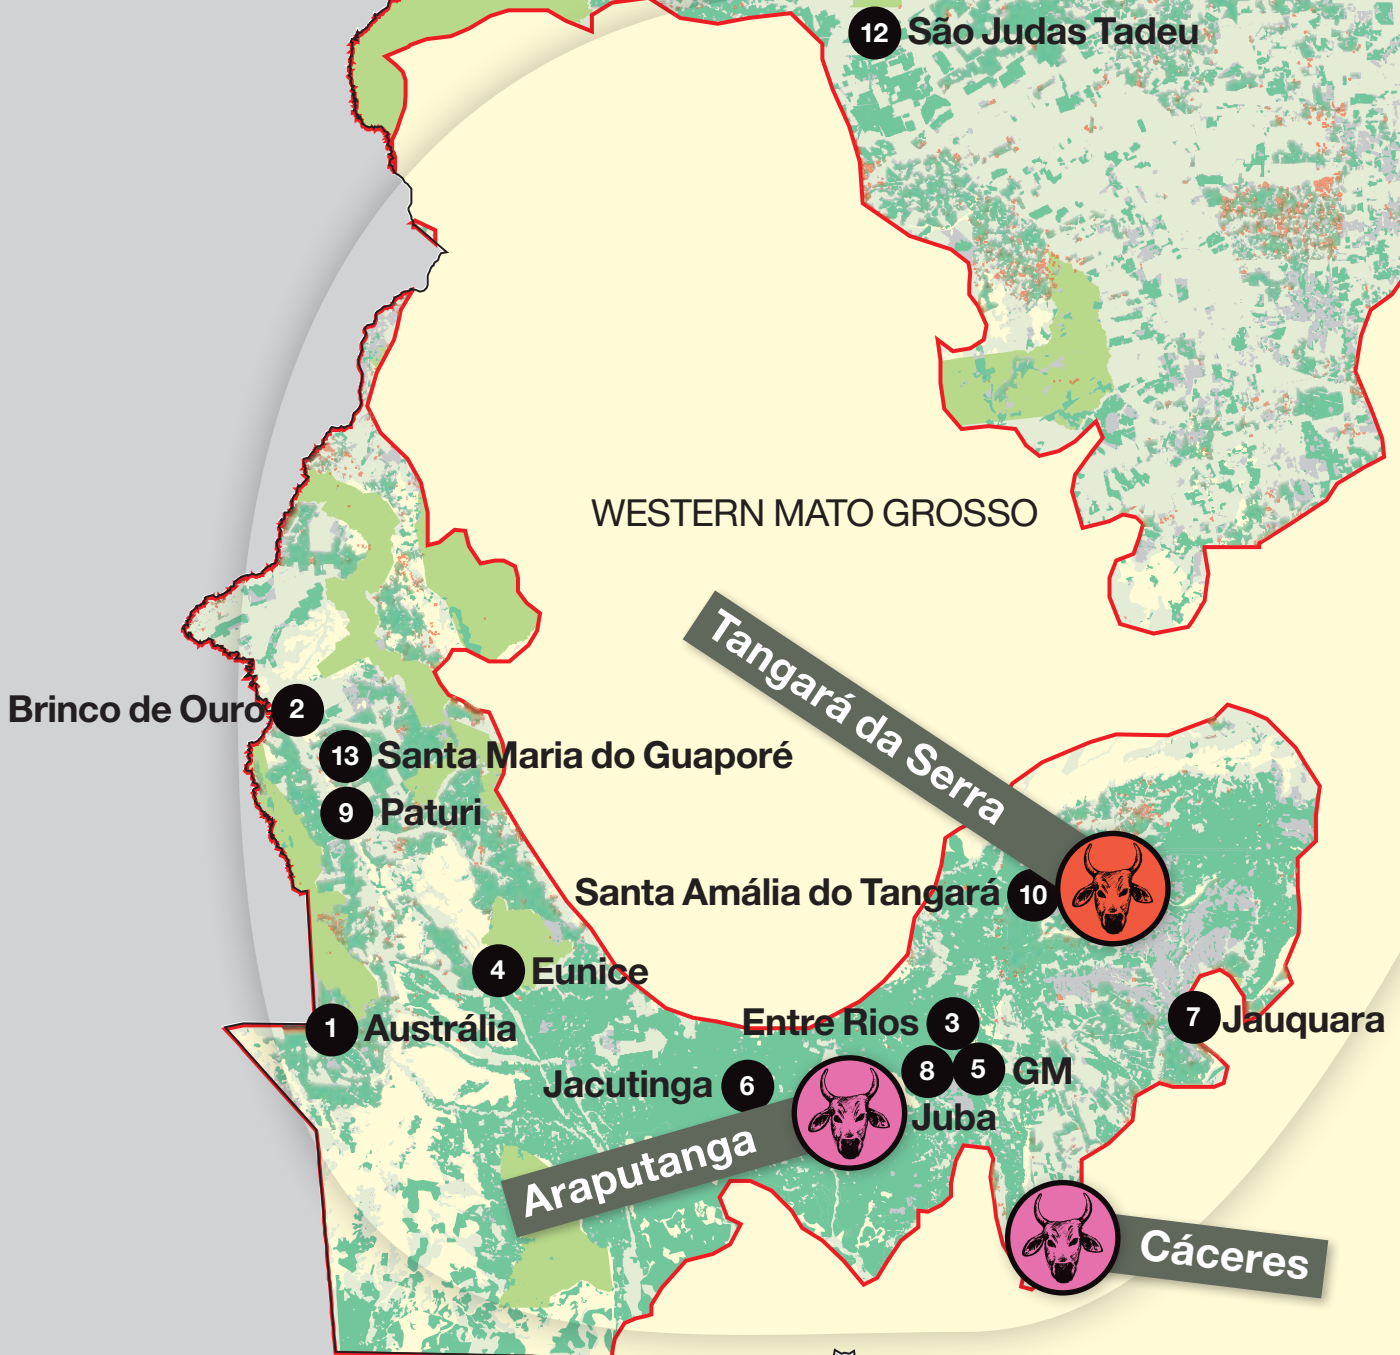 12 São Judas Tadeu
WESTERN MATO GROSSO
Tangará da Serra
Brinco de Ouro 2
13 Santa Maria do Guaporé
9 Paturi
Santa Amália do Tangará 10
4 Eunice
Entre Rios 3
7 Jauquara
1 Austrália
8
5 GM
Jacutinga 6
Juba
Araputanga
Cáceres